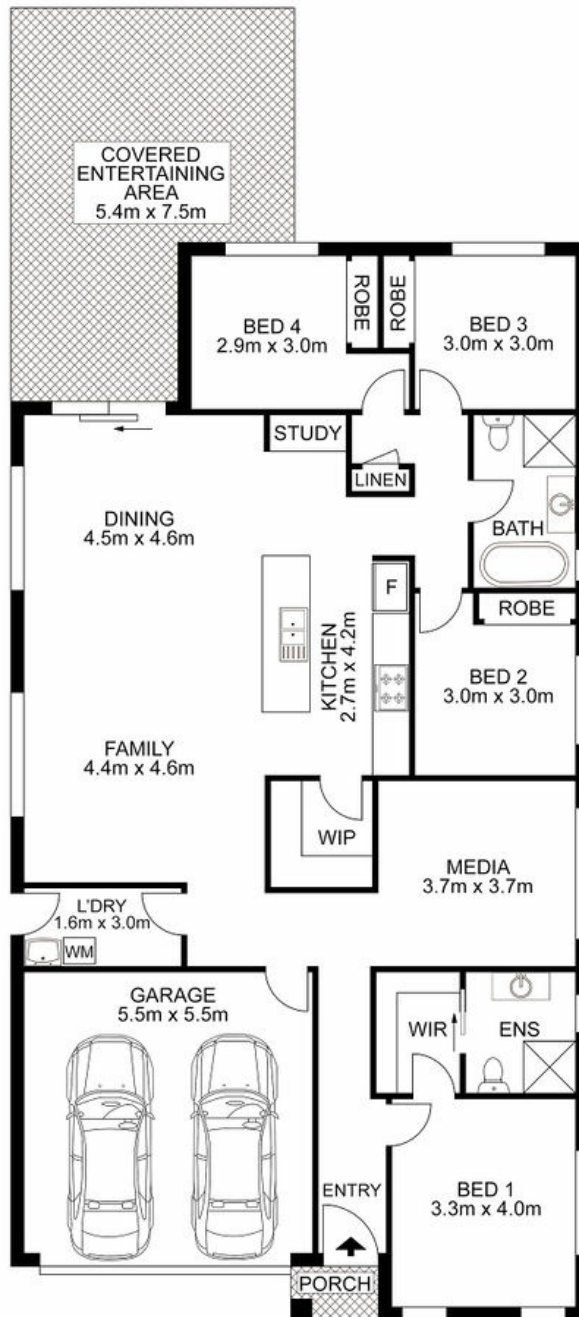 COVERED
ENTERTAINING
AREA
5.4m x 7.5m
BED 4
2.9m x 3.0m
ROBE
ROBE
BED 3
3.0m x 3.0m
STUDY
LINEN
DINING
4.5m x 4.6m
BATH
F
KITCHEN
2.7m x 4.2m
ROBE
BED 2
3.0m x 3.0m
FAMILY
4.4m x 4.6m
WIP
MEDIA
3.7m x 3.7m
L'DRY
1.6m x 3.0m
WM
GARAGE
5.5m x 5.5m
WIR
ENS
ENTRY
BED 1
3.3m x 4.0m
PORCH